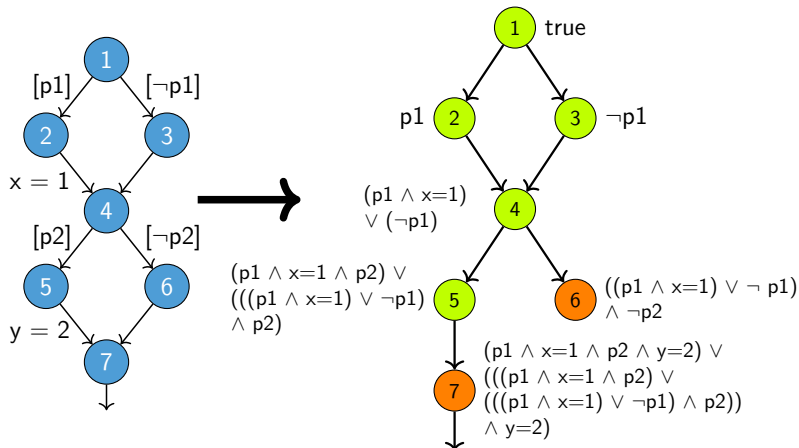 1
[p1]
[¬p1]
2
3
x = 1
4
[p2]
[¬p2]
5
6
y = 2
7
1
true
p1
2
3
¬p1
(p1 ∧ x=1)
∨ (¬p1)
4
(p1 ∧ x=1 ∧ p2) ∨
(((p1 ∧ x=1) ∨ ¬p1)
∧ p2)
5
6
((p1 ∧ x=1) ∨ ¬ p1)
∧ ¬p2
7
(p1 ∧ x=1 ∧ p2 ∧ y=2) ∨
(((p1 ∧ x=1 ∧ p2) ∨
(((p1 ∧ x=1) ∨ ¬p1) ∧ p2))
∧ y=2)